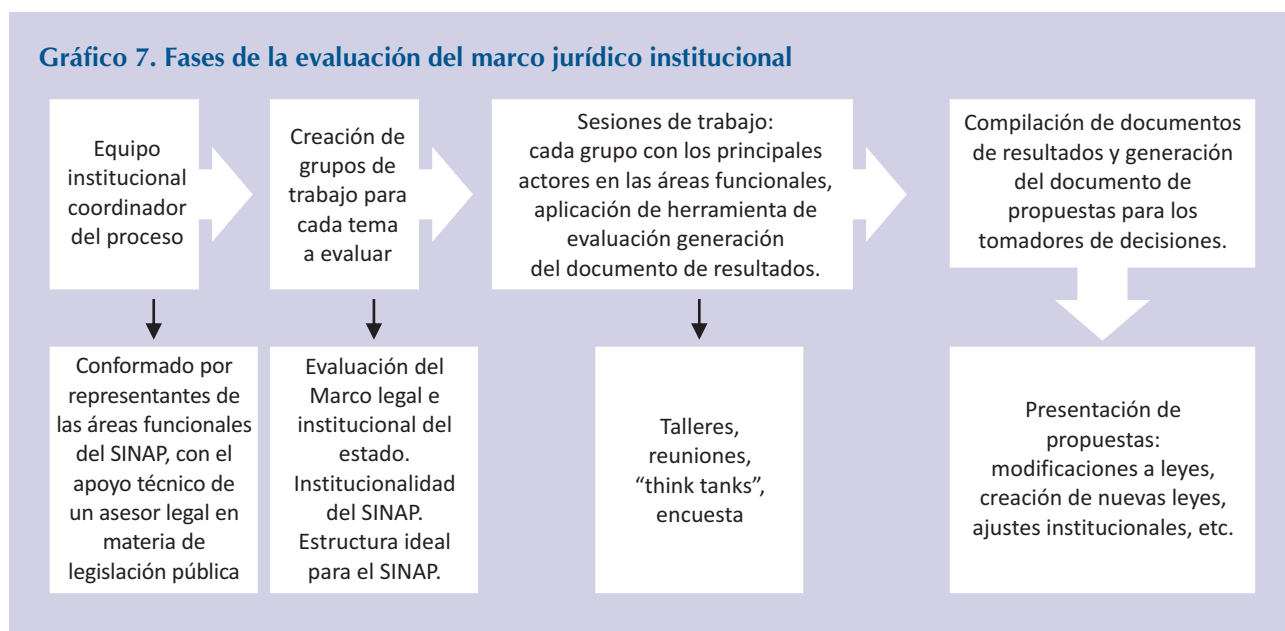 Gráfico 7. Fases de la evaluación del marco jurídico institucional
Equipo
institucional
coordinador
del proceso
Creación de
grupos de
trabajo para
cada tema
a evaluar
Sesiones de trabajo:
cada grupo con los principales
actores en las áreas funcionales,
aplicación de herramienta de
evaluación generación
del documento de resultados.
Compilación de documentos
de resultados y generación
del documento de
propuestas para los
tomadores de decisiones.
Conformado por
representantes de
las áreas funcionales
del SINAP, con el
apoyo técnico de
un asesor legal en
materia de
legislación pública
Evaluación del
Marco legal e
institucional del
estado.
Institucionalidad
del SINAP.
Estructura ideal
para el SINAP.
Talleres,
reuniones,
“think tanks”,
encuesta
Presentación de
propuestas:
modificaciones a leyes,
creación de nuevas leyes,
ajustes institucionales, etc.